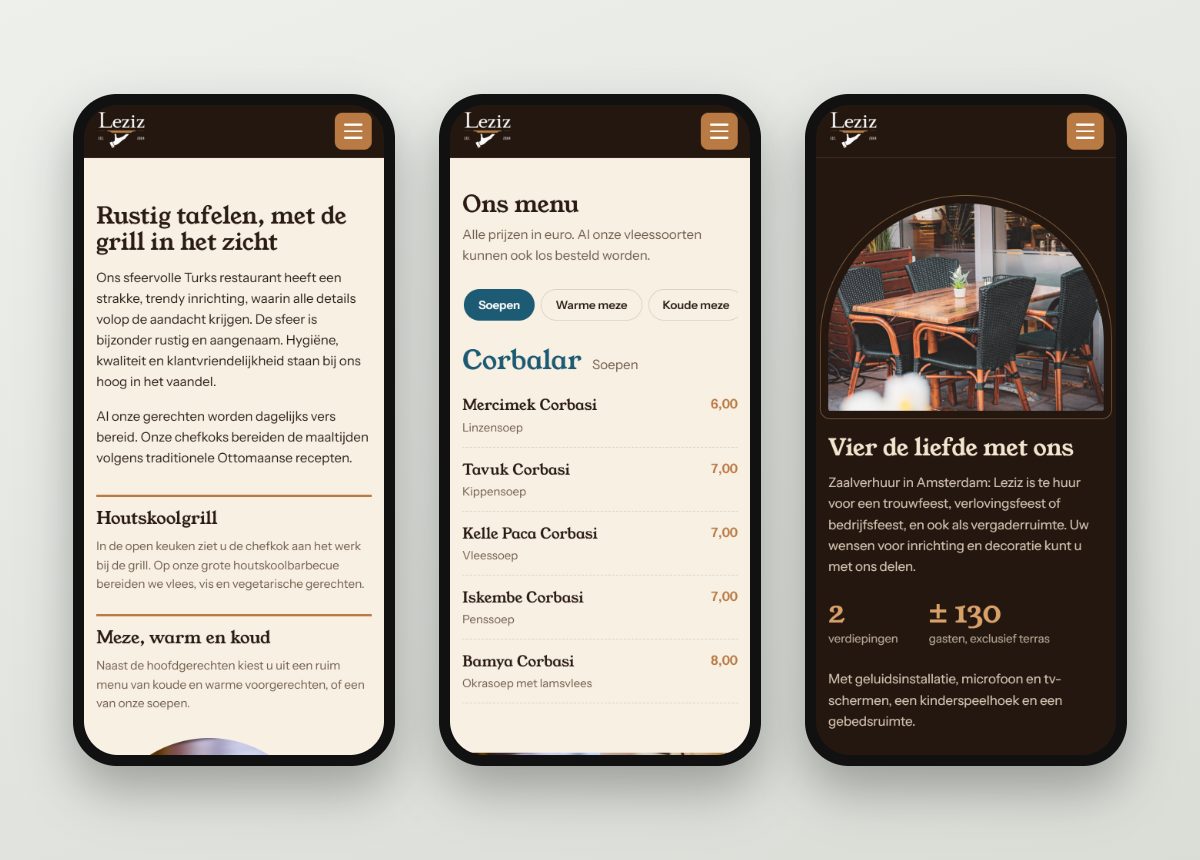 Leziz
Rustig tafelen, met de
grill in het zicht
Ons sfeervolle Turks restaurant heeft een
strakke, trendy inrichting, waarin alle details
volop de aandacht krijgen. De sfeer is
bijzonder rustig en aangenaam. Hygiëne,
kwaliteit en klantvriendelijkheid staan bij ons
hoog in het vaandel.
Al onze gerechten worden dagelijks vers
bereid. Onze chefkoks bereiden de maaltijden
volgens traditionele Ottomaanse recepten.
Houtskoolgrill
In de open keuken ziet u de chefkok aan het werk
bij de grill. Op onze grote houtskoolbarbecue
bereiden we vlees, vis en vegetarische gerechten.
Meze, warm en koud
Naast de hoofdgerechten kiest u uit een ruim
menu van koude en warme voorgerechten, of een
van onze soepen.
Leziz
Ons menu
Alle prijzen in euro. Al onze vleessoorten
kunnen ook los besteld worden.
Soepen Warme meze Koude meze
Corbalar Soepen
Mercimek Corbasi 6,00
Linzensoep
Tavuk Corbasi 7,00
Kippensoep
Kelle Paca Corbasi 7,00
Vleessoep
Iskembe Corbasi 7,00
Penssoep
Bamya Corbasi 8,00
Okrasoep met lamsvlees
Leziz
Vier de liefde met ons
Zaalverhuur in Amsterdam: Leziz is te huur
voor een trouwfeest, verlovingsfeest of
bedrijfsfeest, en ook als vergaderruimte. Uw
wensen voor inrichting en decoratie kunt u
met ons delen.
2 ± 130
verdiepingen gasten, exclusief terras
Met geluidsinstallatie, microfoon en tv-
schermen, een kinderspeelhoek en een
gebedsruimte.